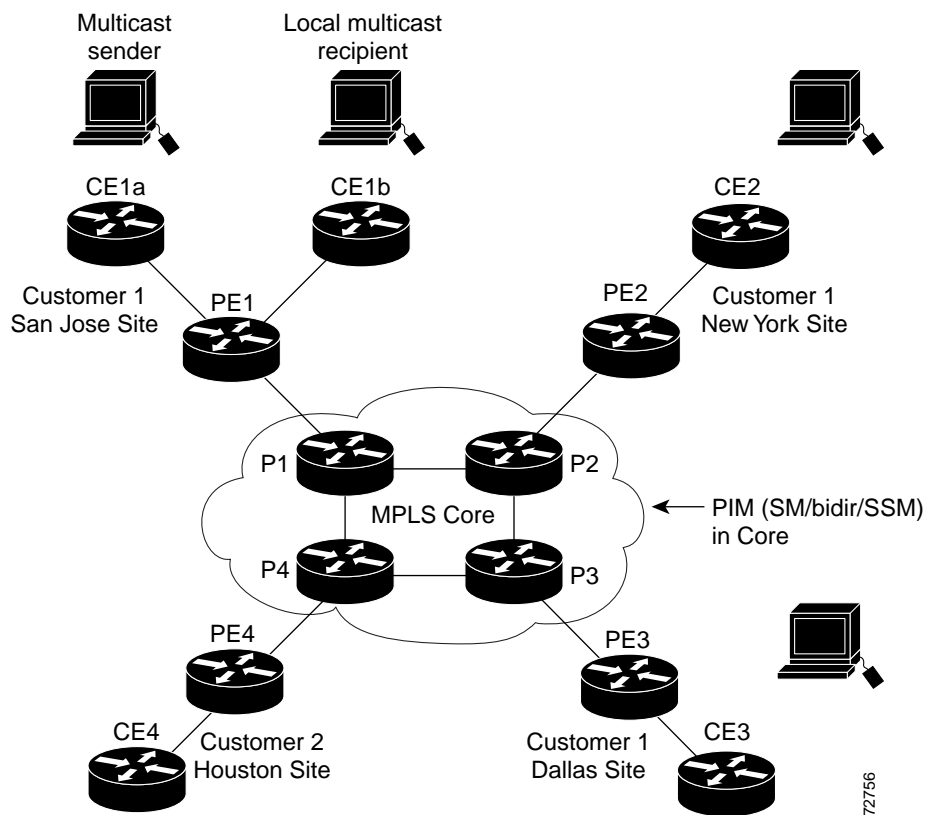 Multicast
sender
Local multicast
recipient
CE1a
CE1b
CE2
Customer 1
San Jose Site
PE1
PE2
Customer 1
New York Site
P1
P2
MPLS Core
PIM (SM/bidir/SSM)
in Core
P4
P3
PE4
PE3
CE4
Customer 2
Houston Site
Customer 1
Dallas Site
CE3
72756